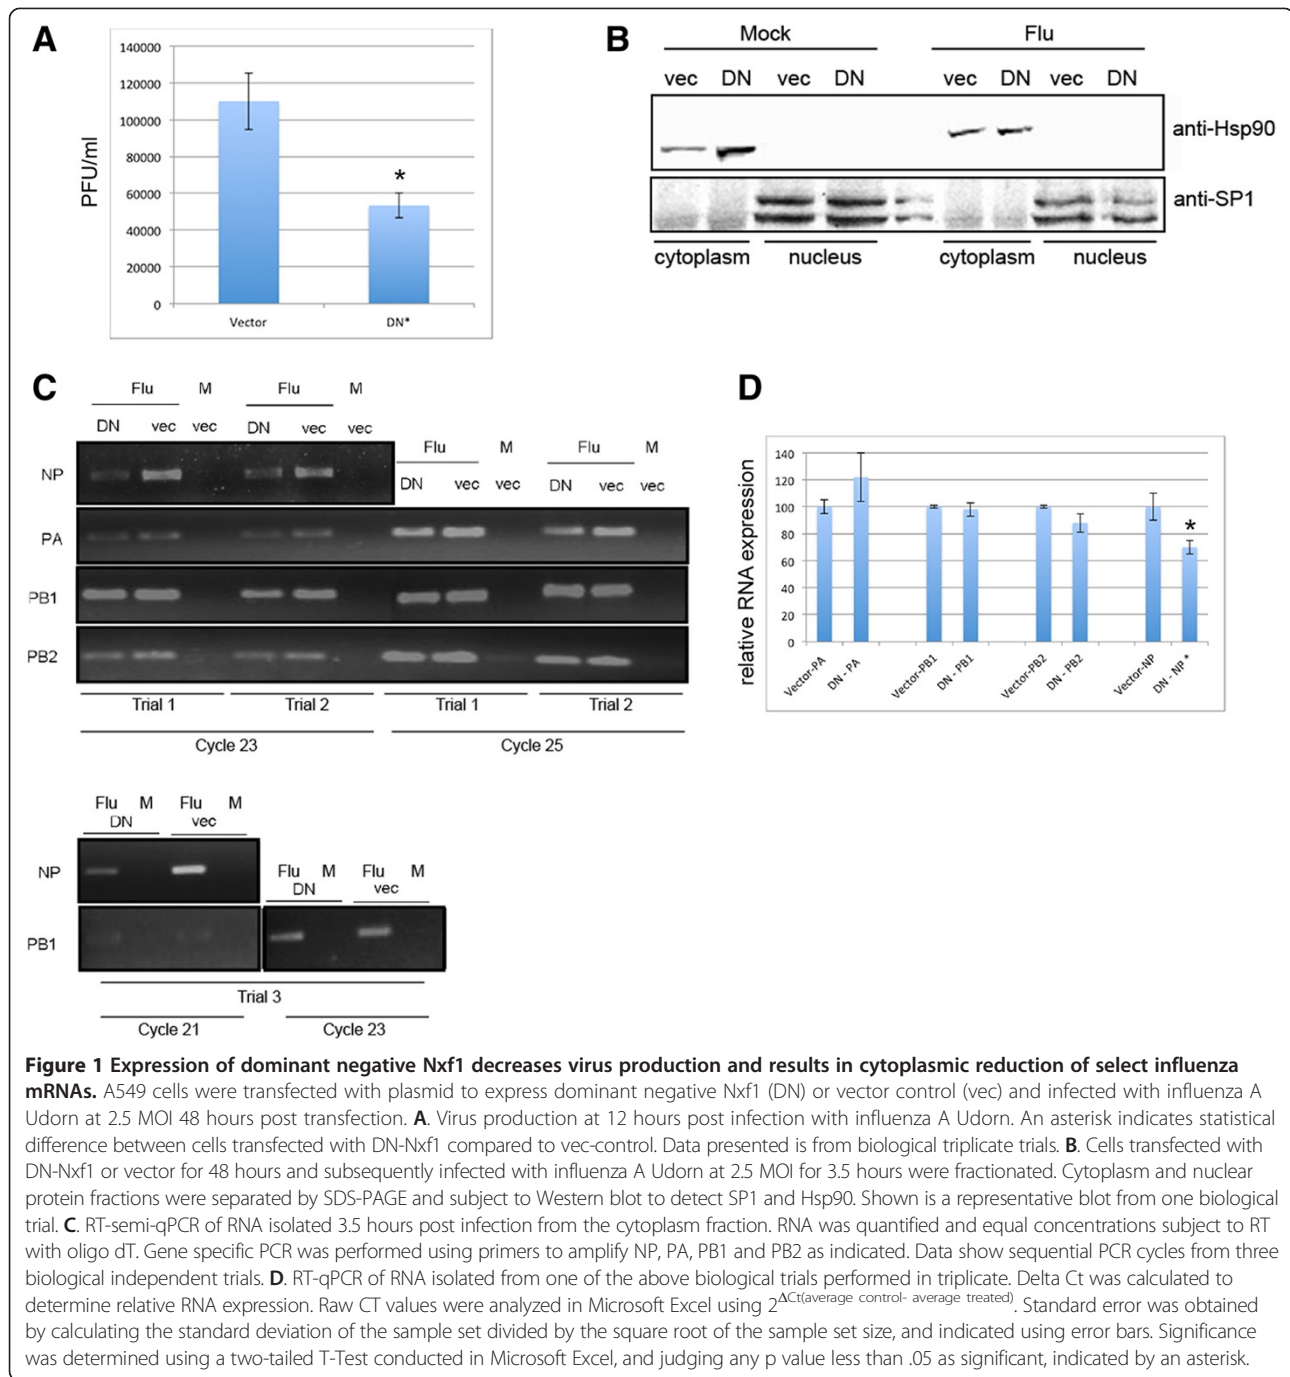 A
140000
120000
100000
80000
60000
40000
20000
0
PFU/ml
*
Vector DN*
B
Mock Flu
vec DN vec DN vec DN vec DN
anti-Hsp90
anti-SP1
cytoplasm nucleus cytoplasm nucleus
C
Flu M Flu M
DN vec vec DN vec vec
Flu M Flu M
DN vec vec DN vec vec
NP
PA
PB1
PB2
Trial 1 Trial 2 Trial 1 Trial 2
Cycle 23 Cycle 25
Flu M Flu M
DN vec
NP
Flu M Flu M
DN vec
PB1
Trial 3
Cycle 21 Cycle 23
D
140
120
100
80
60
40
20
0
relative RNA expression
*
Vector-PA DN - PA Vector-PB1 DN - PB1 Vector-PB2 DN - PB2 Vector-NP DN - NP*
Figure 1 Expression of dominant negative Nxf1 decreases virus production and results in cytoplasmic reduction of select influenza
mRNAs. A549 cells were transfected with plasmid to express dominant negative Nxf1 (DN) or vector control (vec) and infected with influenza A
Udorn at 2.5 MOI 48 hours post transfection. A. Virus production at 12 hours post infection with influenza A Udorn. An asterisk indicates statistical
difference between cells transfected with DN-Nxf1 compared to vec-control. Data presented is from biological triplicate trials. B. Cells transfected with
DN-Nxf1 or vector for 48 hours and subsequently infected with influenza A Udorn at 2.5 MOI for 3.5 hours were fractionated. Cytoplasm and nuclear
protein fractions were separated by SDS-PAGE and subject to Western blot to detect SP1 and Hsp90. Shown is a representative blot from one biological
trial. C. RT-semi-qPCR of RNA isolated 3.5 hours post infection from the cytoplasm fraction. RNA was quantified and equal concentrations subject to RT
with oligo dT. Gene specific PCR was performed using primers to amplify NP, PA, PB1 and PB2 as indicated. Data show sequential PCR cycles from three
biological independent trials. D. RT-qPCR of RNA isolated from one of the above biological trials performed in triplicate. Delta Ct was calculated to
determine relative RNA expression. Raw CT values were analyzed in Microsoft Excel using 2^ΔCt(average control- average treated). Standard error was obtained
by calculating the standard deviation of the sample set divided by the square root of the sample set size, and indicated using error bars. Significance
was determined using a two-tailed T-Test conducted in Microsoft Excel, and judging any p value less than .05 as significant, indicated by an asterisk.